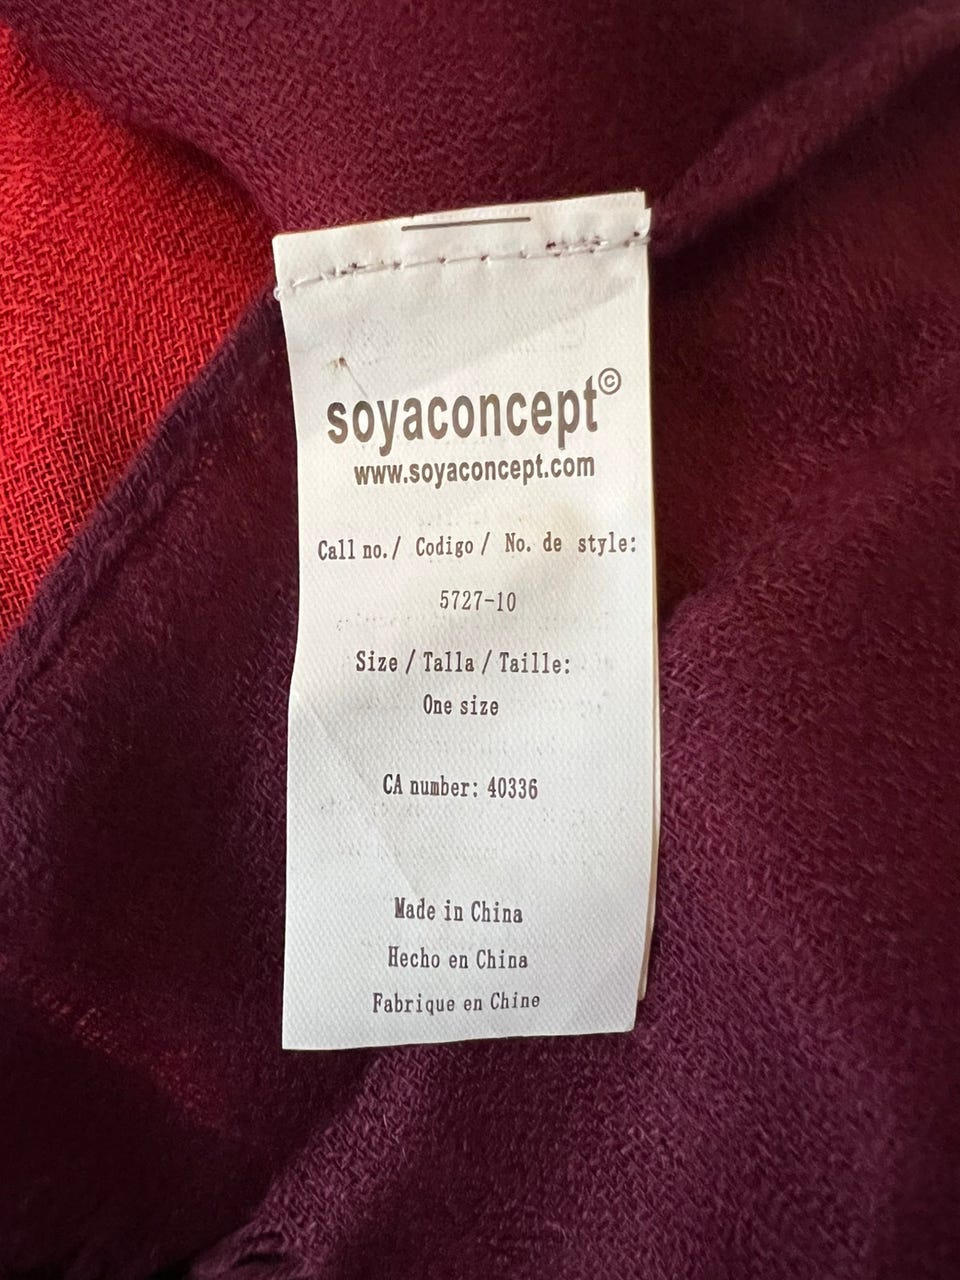 soyaconcept©
www.soyaconcept.com
Call no./ Codigo / No. de style:
5727-10
Size / Talla / Taille:
One size
CA number: 40336
Made in China
Hecho en China
Fabrique en Chine